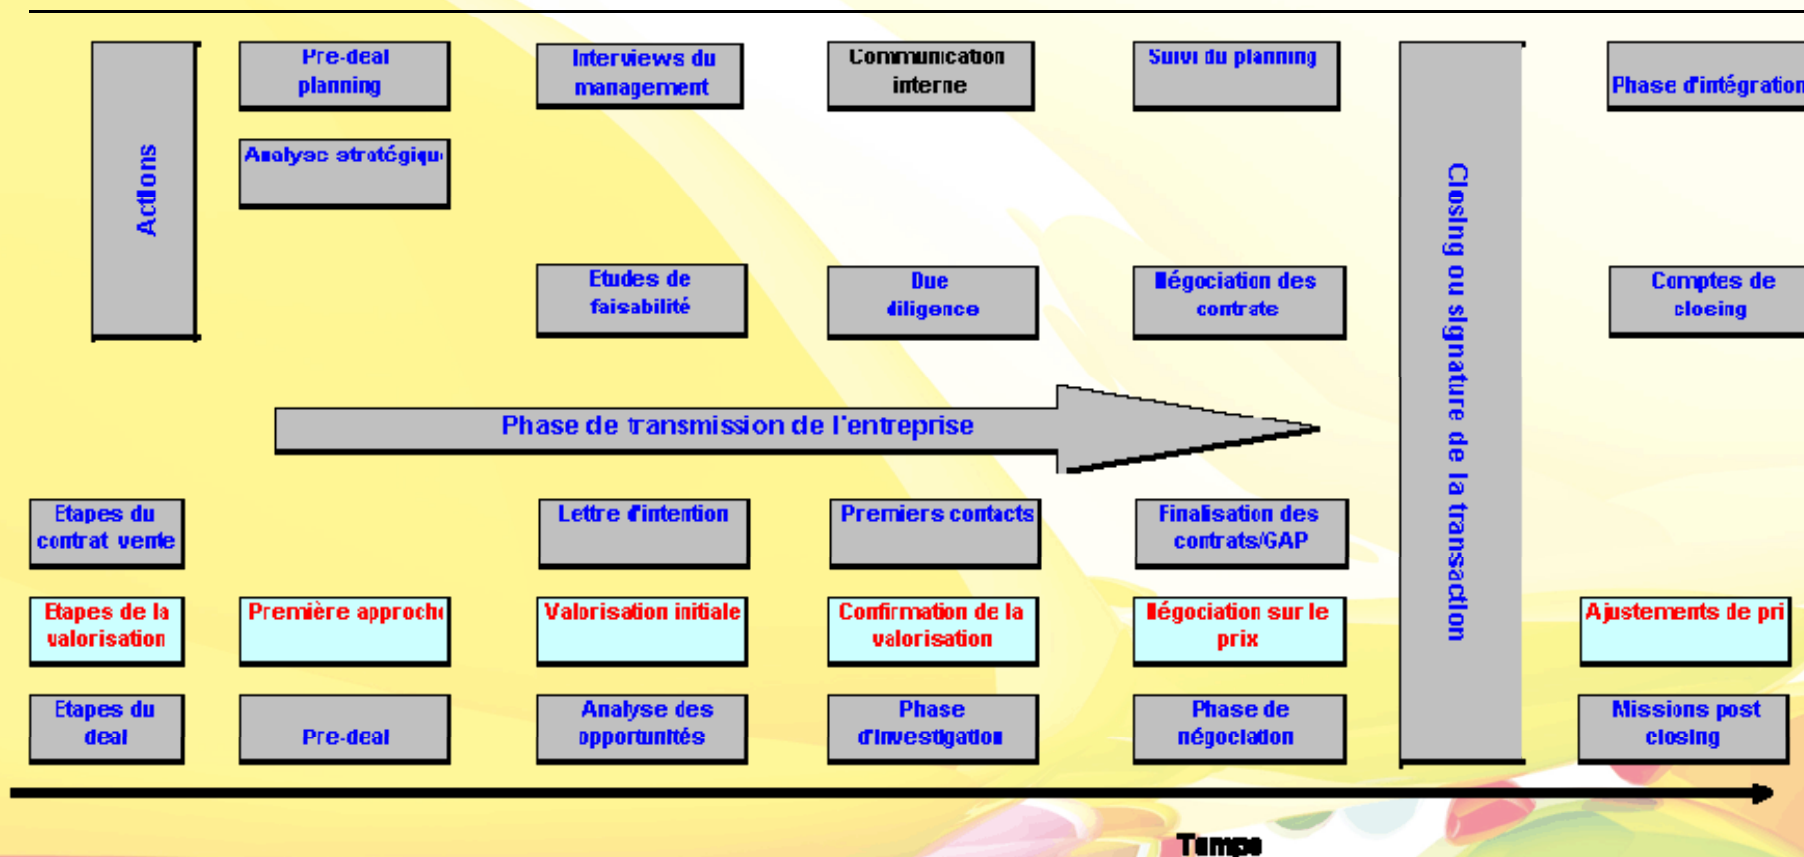 Pre-deal
planning
Interviews du
management
Communication
interne
Suivi du planning
Phase d'intégration
Actions
Analyse stratégiqu
Closing ou signature de la transaction
Etudes de
faisabilité
Due
diligence
Négociation des
contrats
Comptes de
closing
Phase de transmission de l'entreprise
Etapes du
contrat vente
Lettre d'intention
Premiers contacts
Finalisation des
contrats/GAP
Etapes de la
valorisation
Première approche
Valorisation initiale
Confirmation de la
valorisation
Négociation sur le
prix
Ajustements de pri
Etapes du
deal
Pre-deal
Analyse des
opportunités
Phase
d'investigation
Phase de
négociation
Missions post
closing
Temps